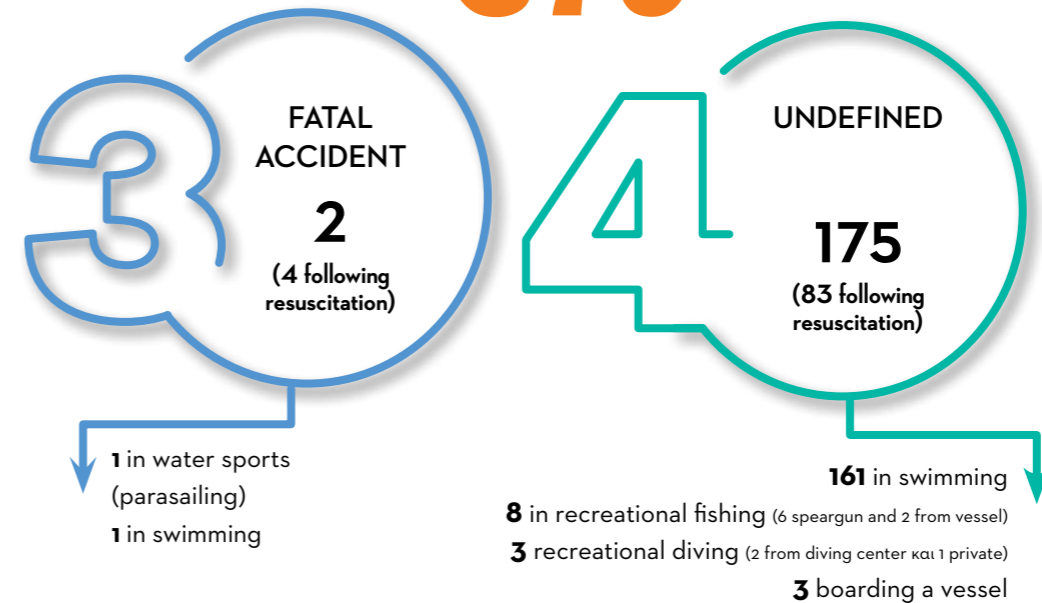 3
FATAL
ACCIDENT
2
(4 following
resuscitation)
1 in water sports
(parasailing)
1 in swimming
4
UNDEFINED
175
(83 following
resuscitation)
161 in swimming
8 in recreational fishing (6 speargun and 2 from vessel)
3 recreational diving (2 from diving center και 1 private)
3 boarding a vessel